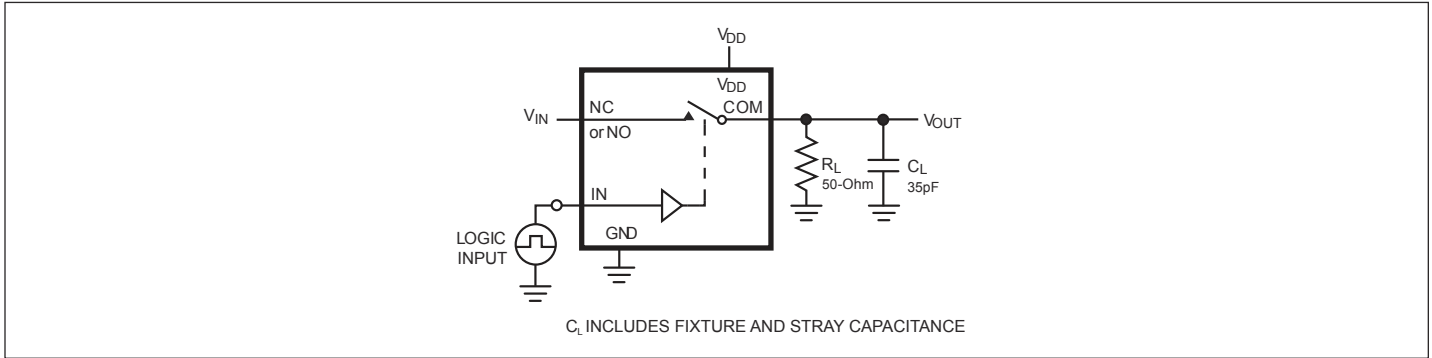 VDD
VDD
NC
COM
VIN
or NO
VOUT
RL
50-Ohm
CL
35pF
IN
GND
LOGIC
INPUT
CL INCLUDES FIXTURE AND STRAY CAPACITANCE